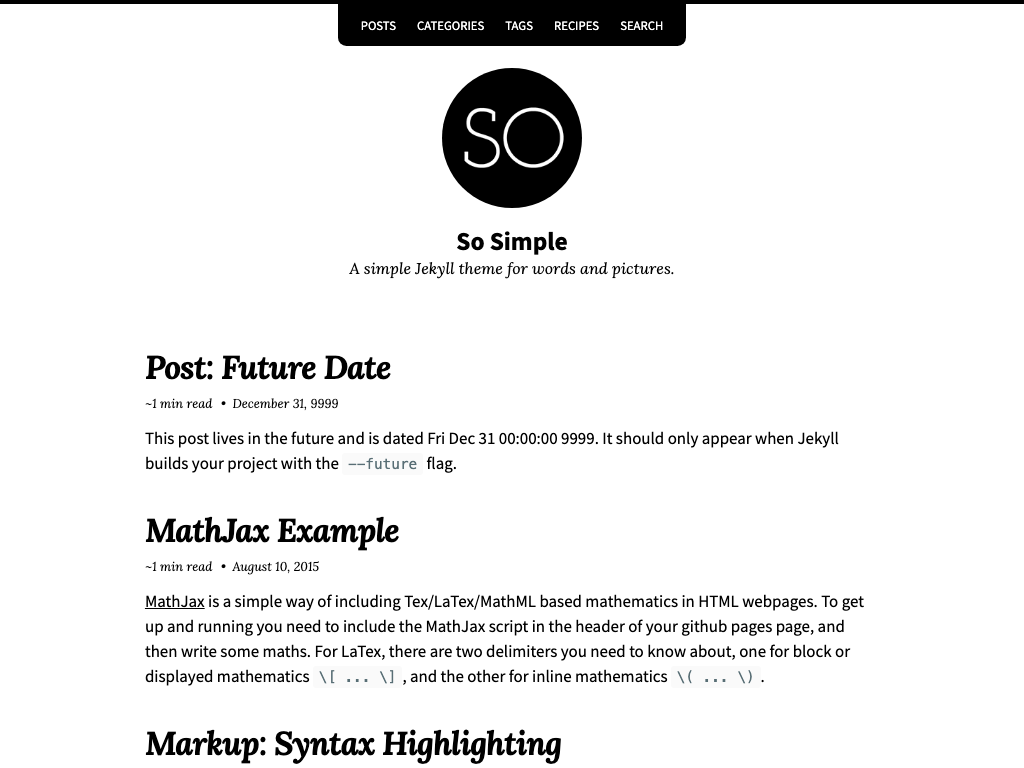 POSTS CATEGORIES TAGS RECIPES SEARCH
SO
So Simple
A simple Jekyll theme for words and pictures.
Post: Future Date
~1 min read • December 31, 9999
This post lives in the future and is dated Fri Dec 31 00:00:00 9999. It should only appear when Jekyll
builds your project with the --future flag.
MathJax Example
~1 min read • August 10, 2015
MathJax is a simple way of including Tex/LaTex/MathML based mathematics in HTML webpages. To get
up and running you need to include the MathJax script in the header of your github pages page, and
then write some maths. For LaTex, there are two delimiters you need to know about, one for block or
displayed mathematics \[ ... \] , and the other for inline mathematics \( ... \) .
Markup: Syntax Highlighting